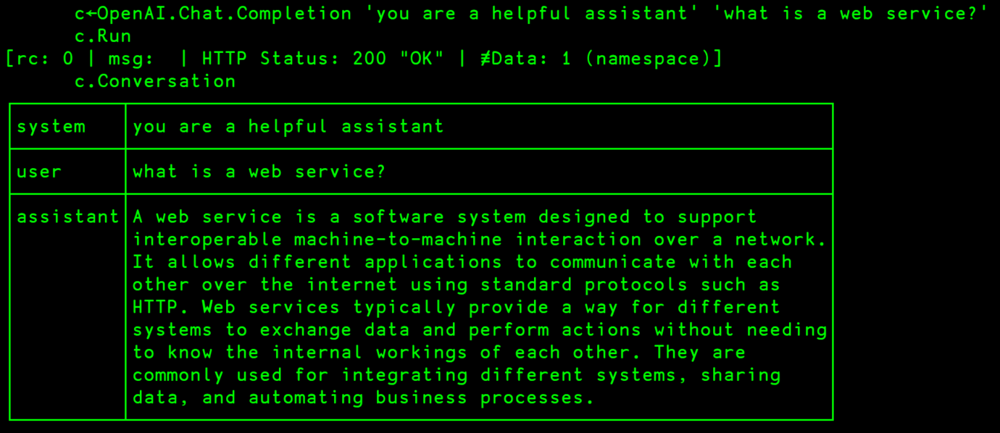 c←OpenAI.Chat.Completion 'you are a helpful assistant' 'what is a web service?'
c.Run
[rc: 0 | msg:  | HTTP Status: 200 "OK" | ≢Data: 1 (namespace)]
c.Conversation
system you are a helpful assistant
user what is a web service?
assistant A web service is a software system designed to support
interoperable machine-to-machine interaction over a network.
It allows different applications to communicate with each
other over the internet using standard protocols such as
HTTP. Web services typically provide a way for different
systems to exchange data and perform actions without needing
to know the internal workings of each other. They are
commonly used for integrating different systems, sharing
data, and automating business processes.